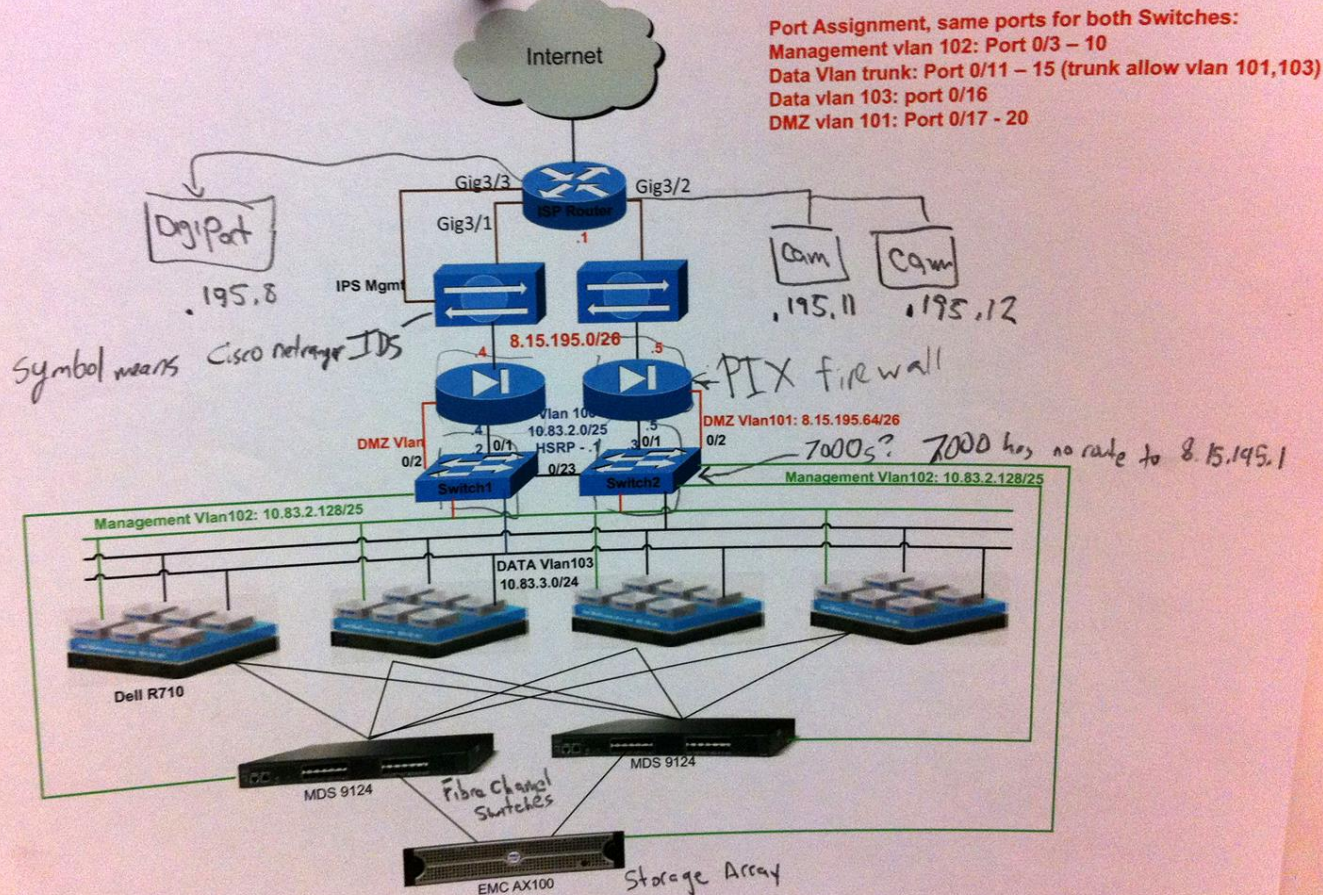 Internet
Port Assignment, same ports for both Switches:
Management vlan 102: Port 0/3 – 10
Data Vlan trunk: Port 0/11 – 15 (trunk allow vlan 101,103)
Data vlan 103: port 0/16
DMZ vlan 101: Port 0/17 - 20
Gig3/3
Gig3/2
ISP Router
Gig3/1
.1
DigiPort
.195.8
Cam
Cam
.195.11
.195.12
IPS Mgmt
Symbol means Cisco netranger IDS
8.15.195.0/26
.4
.5
PIX firewall
Vlan
10.83.2.0/25
HSRP - .1
DMZ Vlan
0/2
.4
.2
0/1
.5
.3
0/1
0/2
DMZ Vlan101: 8.15.195.64/26
0/23
Switch1
Switch2
7000s? 7000 has no route to 8.15.195.1
Management Vlan102: 10.83.2.128/25
Management Vlan102: 10.83.2.128/25
DATA Vlan103
10.83.3.0/24
Dell R710
MDS 9124
MDS 9124
Fibre Channel
Switches
EMC AX100
Storage Array